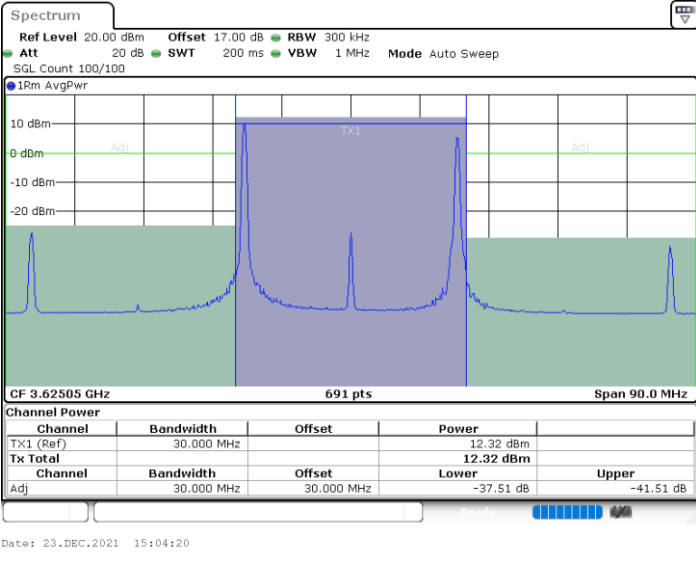 Spectrum
Ref Level 20.00 dBm Offset 17.00 dB RBW 300 kHz
Att 20 dB SWT 200 ms VBW 1 MHz Mode Auto Sweep
SGL Count 100/100
1Rm AvgPwr
TX1
10 dBm
Adj Adj
0 dBm
-10 dBm
-20 dBm
CF 3.62505 GHz 691 pts Span 90.0 MHz
Channel Power
Channel Bandwidth Offset Power
TX1 (Ref) 30.000 MHz 12.32 dBm
Tx Total 12.32 dBm
Channel Bandwidth Offset Lower Upper
Adj 30.000 MHz 30.000 MHz -37.51 dB -41.51 dB
Ready
Date: 23.DEC.2021 15:04:20